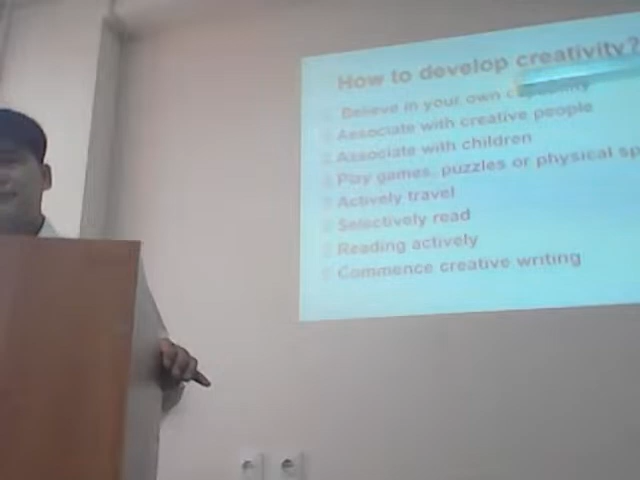 How to develop creativity?
Believe in your own
Associate with creative people
Associate with children
Play games, puzzles or physical sp
Actively travel
Selectively read
Reading actively
Commence creative writing